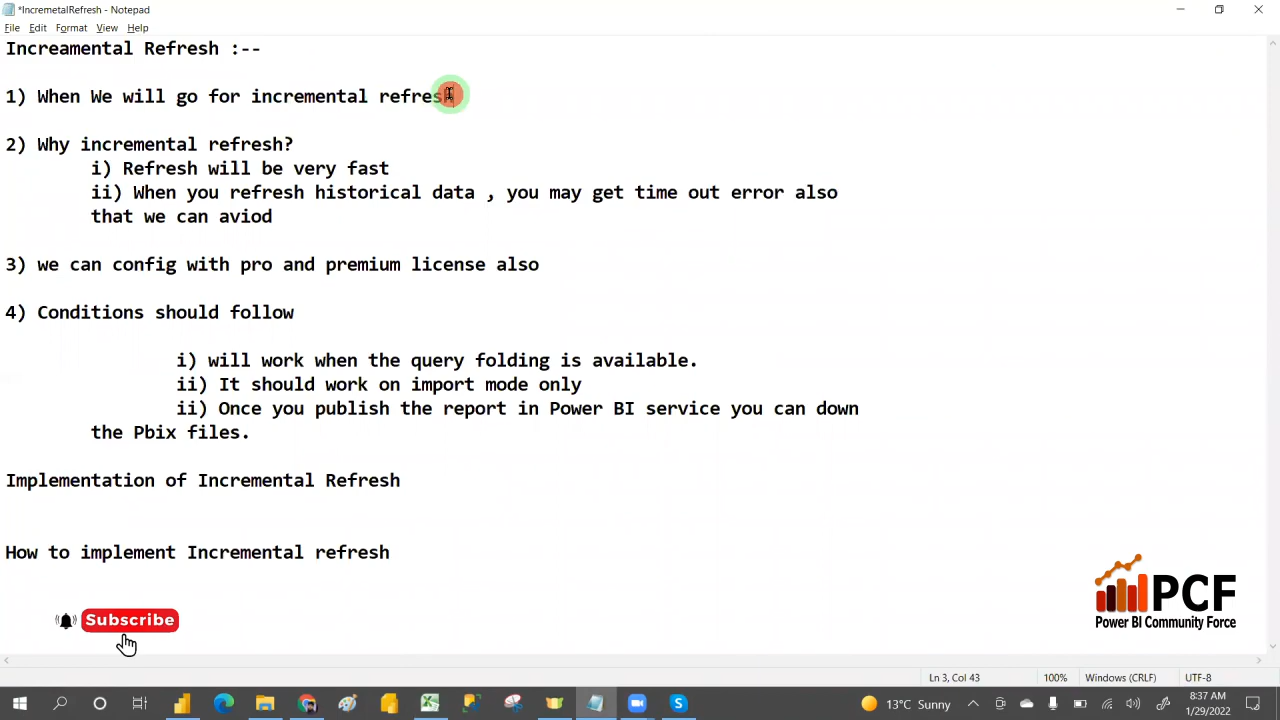 *IncremetalRefresh - Notepad
File Edit Format View Help
Increamental Refresh :--
1) When We will go for incremental refresh
2) Why incremental refresh?
i) Refresh will be very fast
ii) When you refresh historical data , you may get time out error also
that we can aviod
3) we can config with pro and premium license also
4) Conditions should follow
i) will work when the query folding is available.
ii) It should work on import mode only
ii) Once you publish the report in Power BI service you can down
the Pbix files.
Implementation of Incremental Refresh
How to implement Incremental refresh
PCF
Power BI Community Force
Subscribe
Ln 3, Col 43 100% Windows (CRLF) UTF-8
13°C Sunny
8:37 AM
1/29/2022